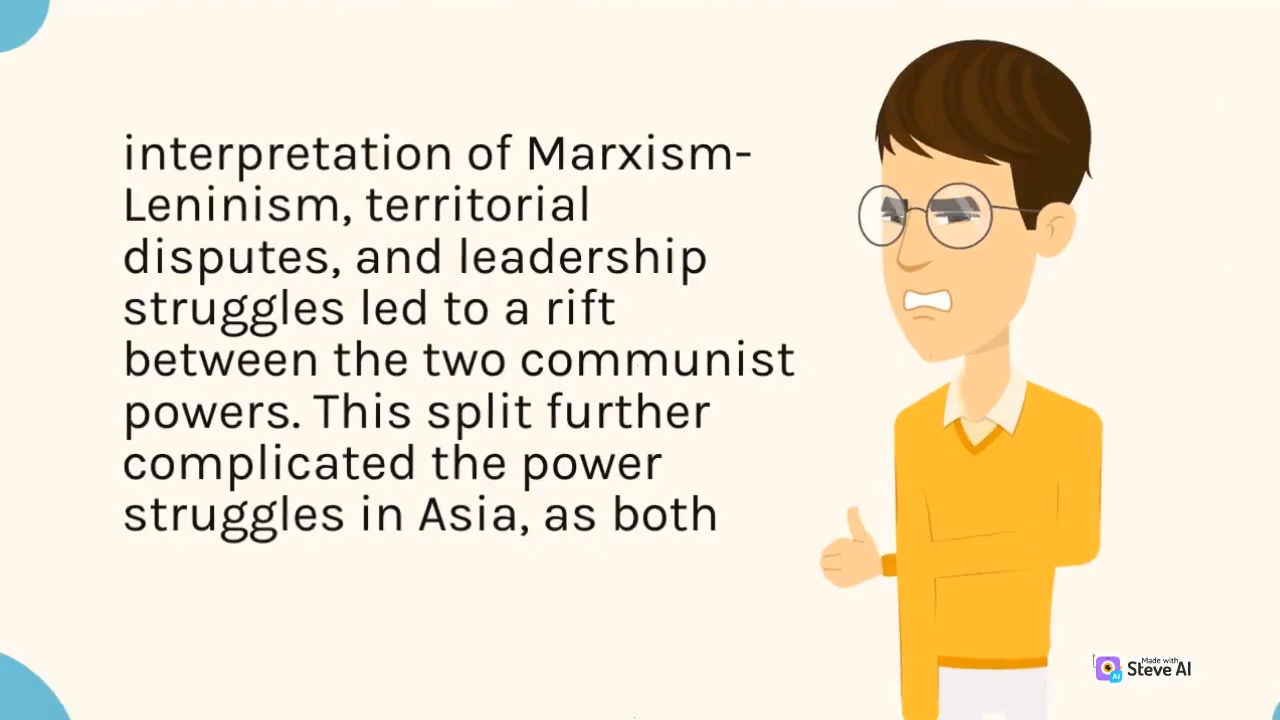 interpretation of Marxism-
Leninism, territorial
disputes, and leadership
struggles led to a rift
between the two communist
powers. This split further
complicated the power
struggles in Asia, as both
Made with
Steve AI
AI